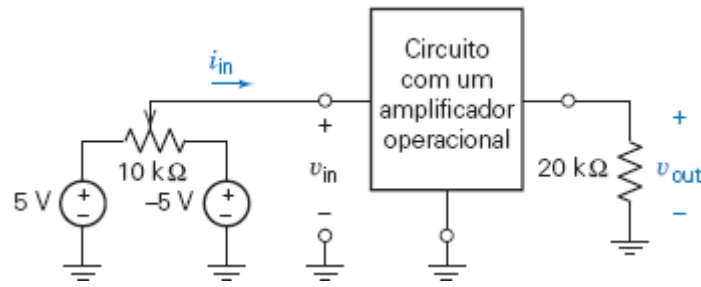 Circuito
com um
amplificador
operacional
i_in
+
v_in
–
10 kΩ
5 V
+
–
–5 V
+
–
20 kΩ
+
v_out
–